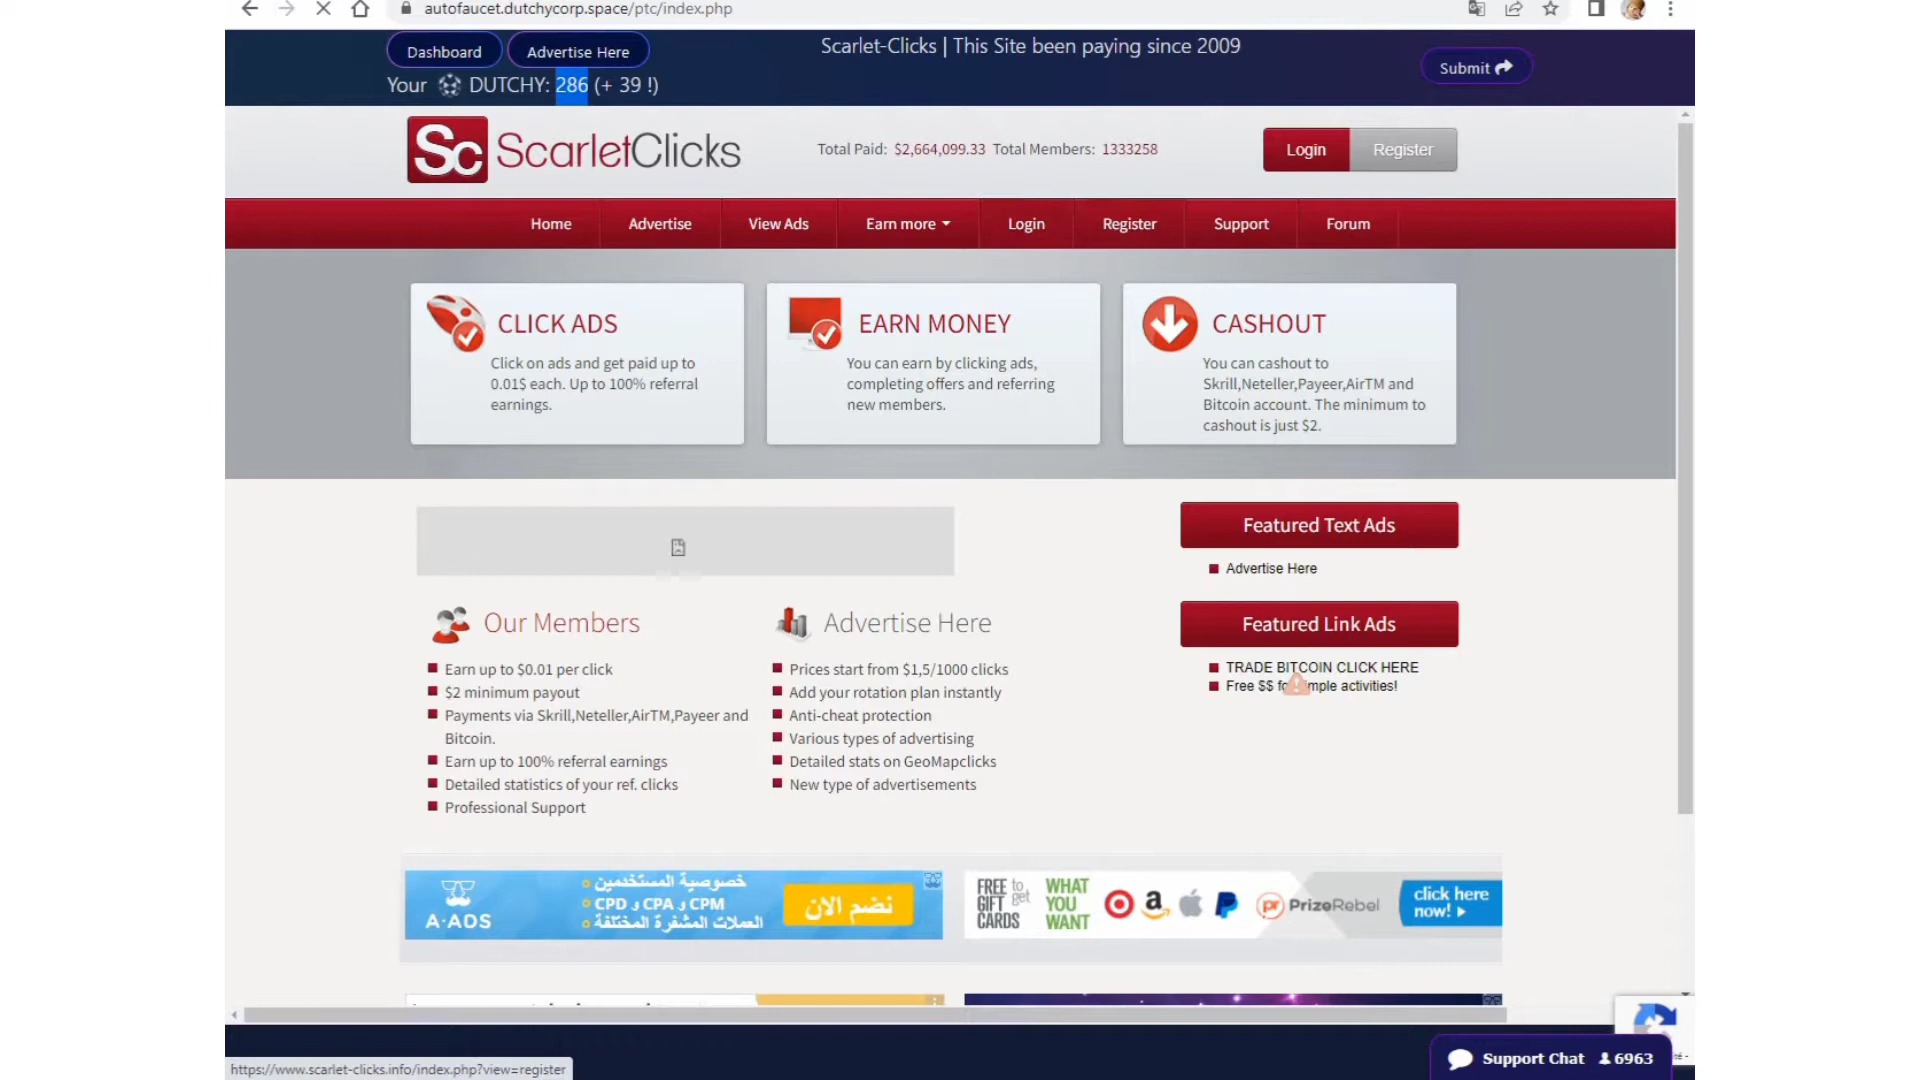 autofaucet.dutchycorp.space/ptc/index.php
Dashboard
Advertise Here
Scarlet-Clicks | This Site been paying since 2009
Submit
Your DUTCHY: 286 (+ 39 !)
Sc ScarletClicks
Total Paid: $2,664,099.33 Total Members: 1333258
Login
Register
Home
Advertise
View Ads
Earn more
Login
Register
Support
Forum
CLICK ADS
Click on ads and get paid up to
0.01$ each. Up to 100% referral
earnings.
EARN MONEY
You can earn by clicking ads,
completing offers and referring
new members.
CASHOUT
You can cashout to
Skrill,Neteller,Payeer,AirTM and
Bitcoin account. The minimum to
cashout is just $2.
Featured Text Ads
Advertise Here
Featured Link Ads
TRADE BITCOIN CLICK HERE
Free $$ activities!
Our Members
Earn up to $0.01 per click
$2 minimum payout
Payments via Skrill,Neteller,AirTM,Payeer and
Bitcoin.
Earn up to 100% referral earnings
Detailed statistics of your ref. clicks
Professional Support
Advertise Here
Prices start from $1,5/1000 clicks
Add your rotation plan instantly
Anti-cheat protection
Various types of advertising
Detailed stats on GeoMapclicks
New type of advertisements
A-ADS
خصوصية المستخدمين
CPM و CPA و CPD
العملات المشفرة المختلفة
نضم الان
FREE to get
GIFT
CARDS
WHAT
YOU
WANT
a
pr PrizeRebel
click here
now!
Support Chat 6963
https://www.scarlet-clicks.info/index.php?view=register